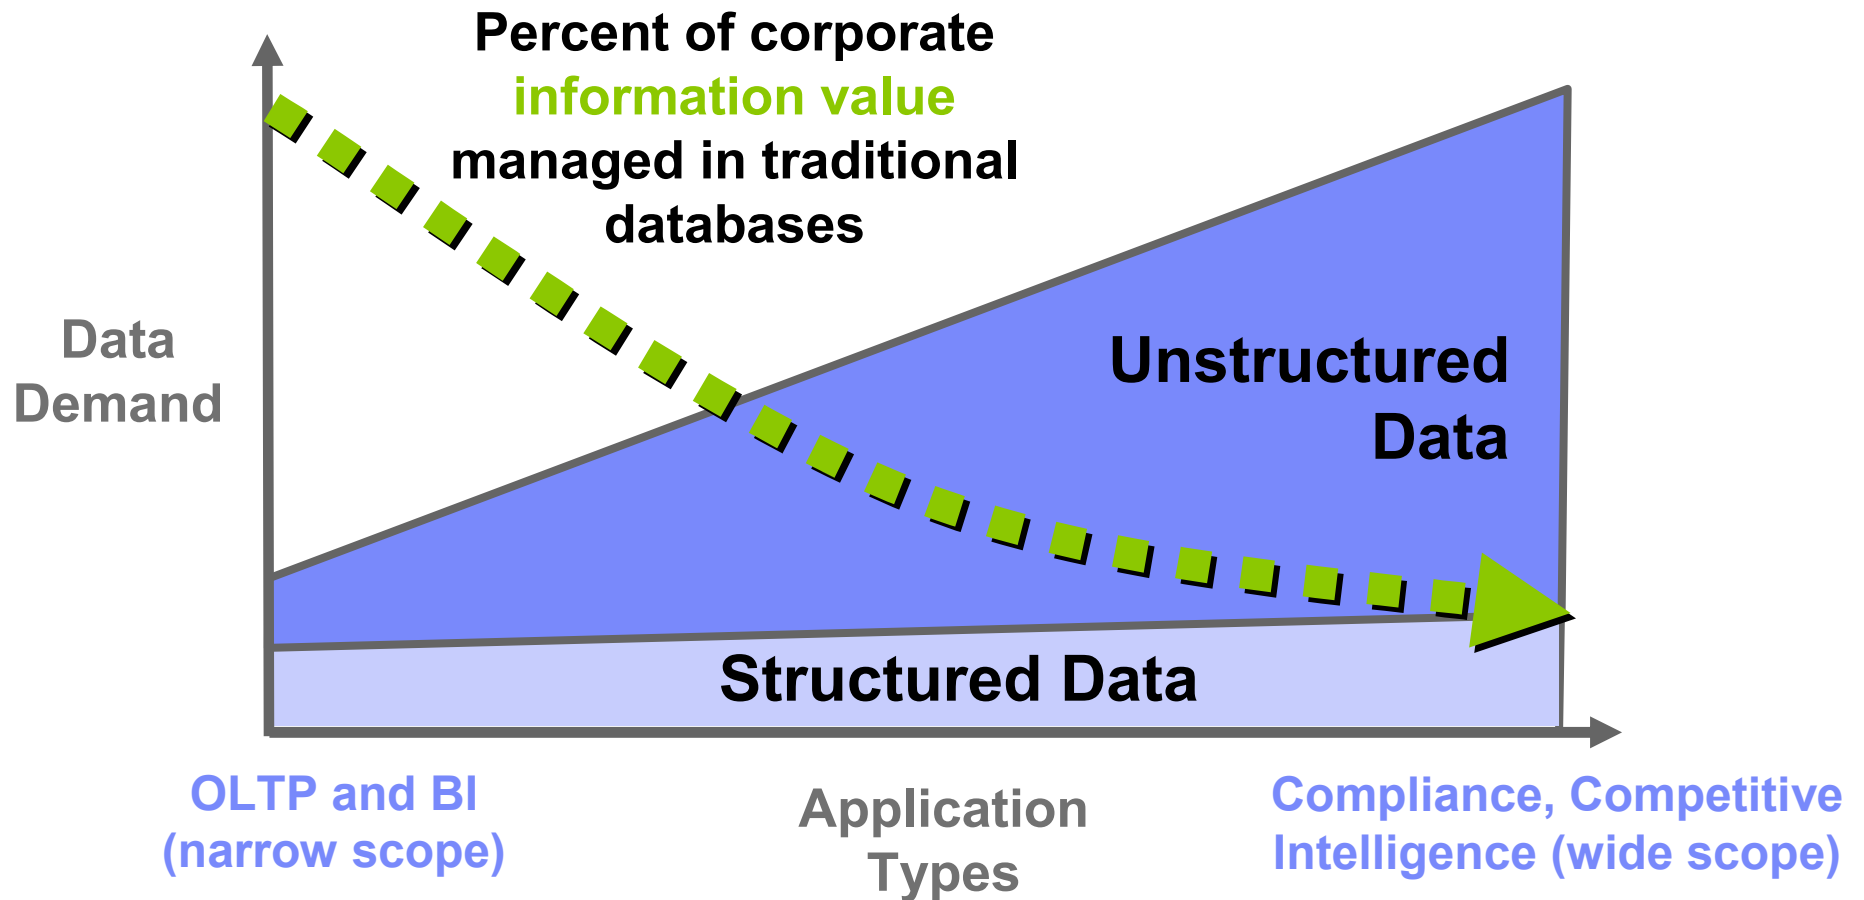 Percent of corporate
information value
managed in traditional
databases
Data
Demand
Unstructured
Data
Structured Data
OLTP and BI
(narrow scope)
Application
Types
Compliance, Competitive
Intelligence (wide scope)